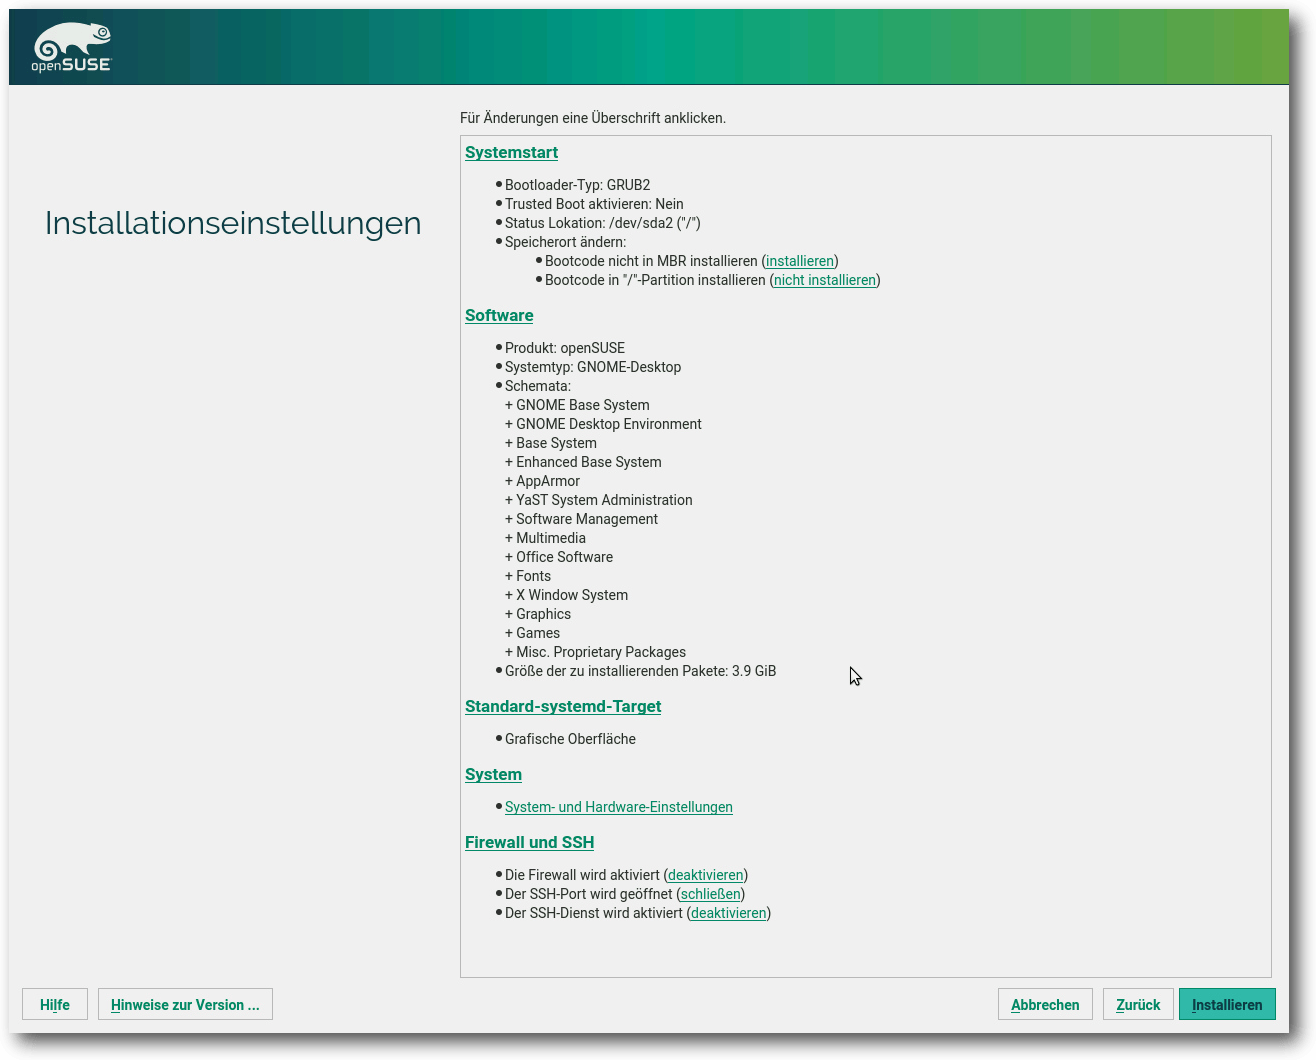 openSUSE
Für Änderungen eine Überschrift anklicken.
Installationseinstellungen
Systemstart
Bootloader-Typ: GRUB2
Trusted Boot aktivieren: Nein
Status Lokation: /dev/sda2 ("/")
Speicherort ändern:
Bootcode nicht in MBR installieren (installieren)
Bootcode in "/"-Partition installieren (nicht installieren)
Software
Produkt: openSUSE
Systemtyp: GNOME-Desktop
Schemata:
+ GNOME Base System
+ GNOME Desktop Environment
+ Base System
+ Enhanced Base System
+ AppArmor
+ YaST System Administration
+ Software Management
+ Multimedia
+ Office Software
+ Fonts
+ X Window System
+ Graphics
+ Games
+ Misc. Proprietary Packages
Größe der zu installierenden Pakete: 3.9 GiB
Standard-systemd-Target
Grafische Oberfläche
System
System- und Hardware-Einstellungen
Firewall und SSH
Die Firewall wird aktiviert (deaktivieren)
Der SSH-Port wird geöffnet (schließen)
Der SSH-Dienst wird aktiviert (deaktivieren)
Hilfe
Hinweise zur Version ...
Abbrechen
Zurück
Installieren